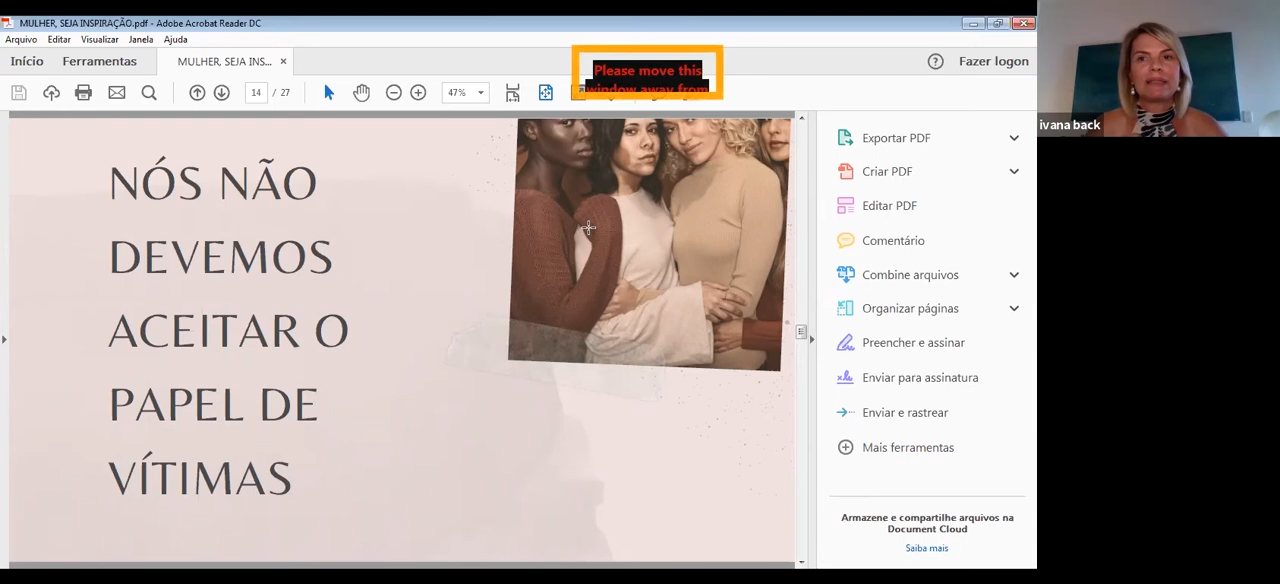 MULHER, SEJA INSPIRAÇÃO.pdf - Adobe Acrobat Reader DC
Arquivo Editar Visualizar Janela Ajuda
Início Ferramentas MULHER, SEJA INS... × Fazer logon
Please move this
window away from
14 / 27 47%
NÓS NÃO
DEVEMOS
ACEITAR O
PAPEL DE
VÍTIMAS
Exportar PDF
Criar PDF
Editar PDF
Comentário
Combine arquivos
Organizar páginas
Preencher e assinar
Enviar para assinatura
Enviar e rastrear
Mais ferramentas
Armazene e compartilhe arquivos na
Document Cloud
Saiba mais
ivana back